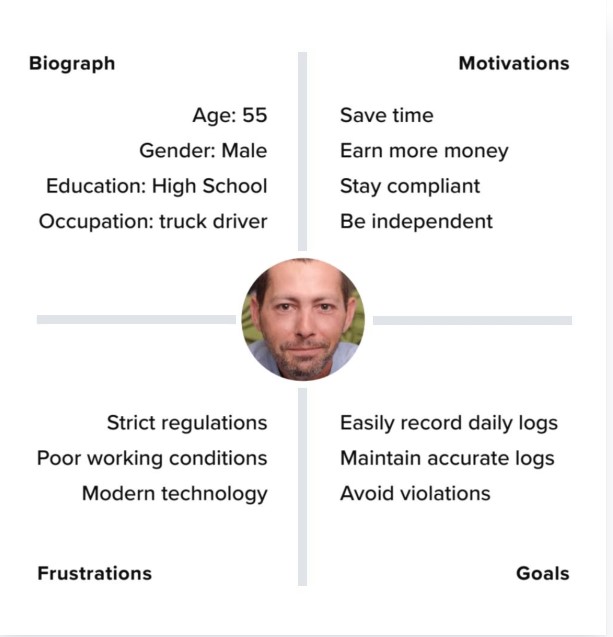 Biograph
Age: 55
Gender: Male
Education: High School
Occupation: truck driver
Motivations
Save time
Earn more money
Stay compliant
Be independent
Strict regulations
Poor working conditions
Modern technology
Frustrations
Easily record daily logs
Maintain accurate logs
Avoid violations
Goals